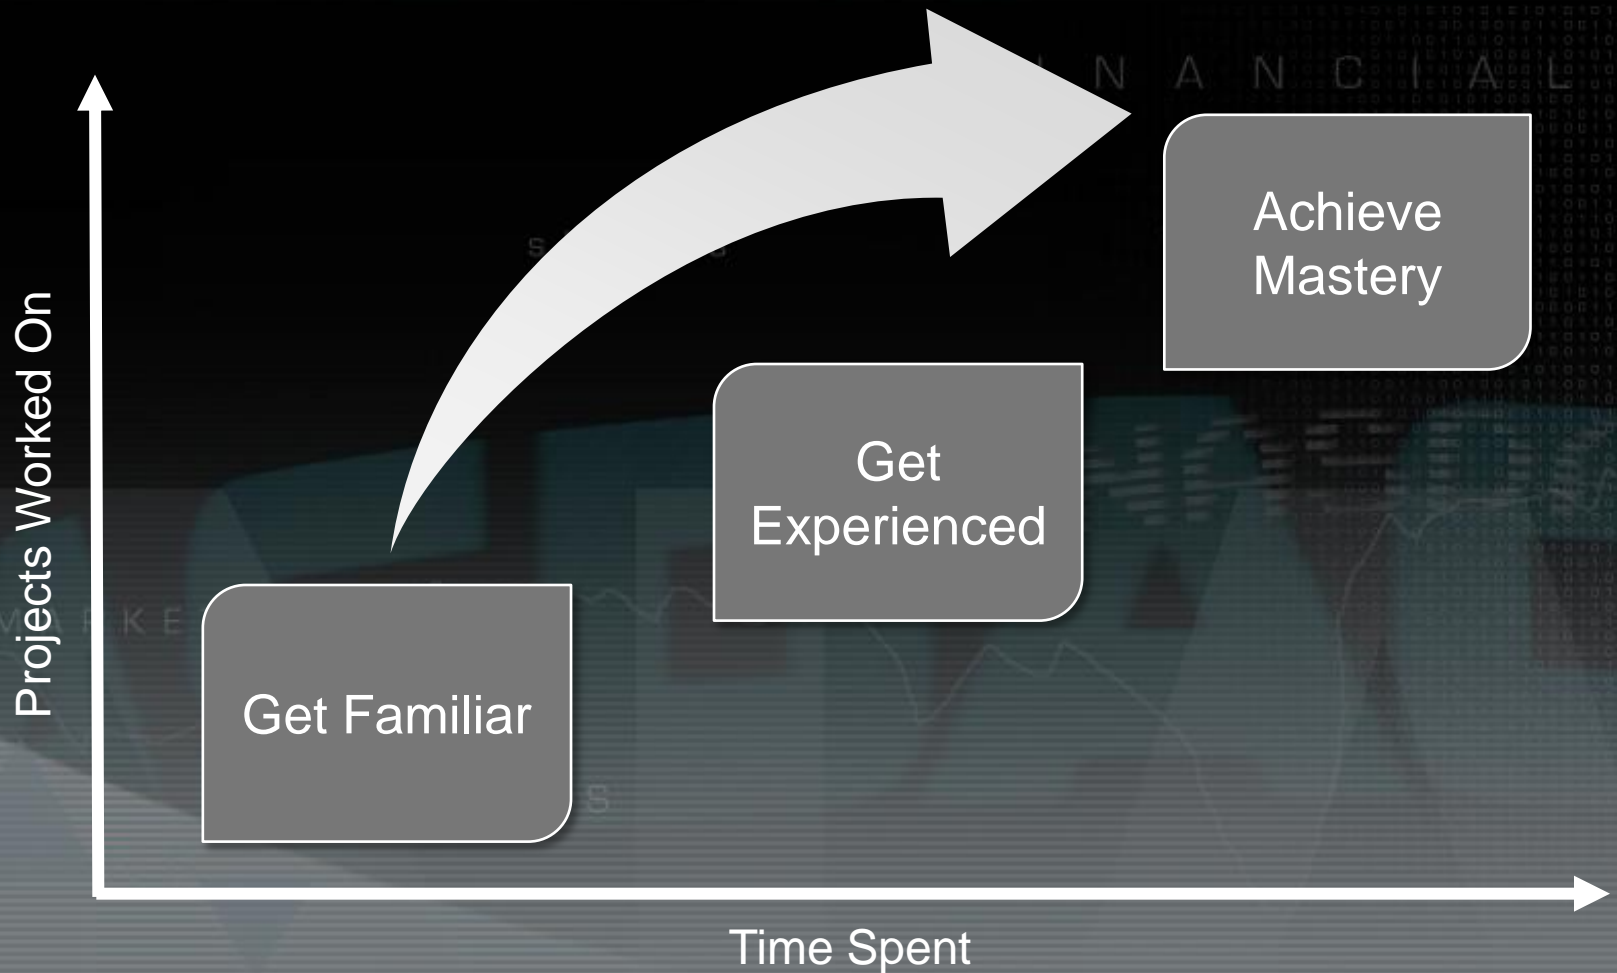 Projects Worked On
Achieve
Mastery
Get
Experienced
Get Familiar
Time Spent